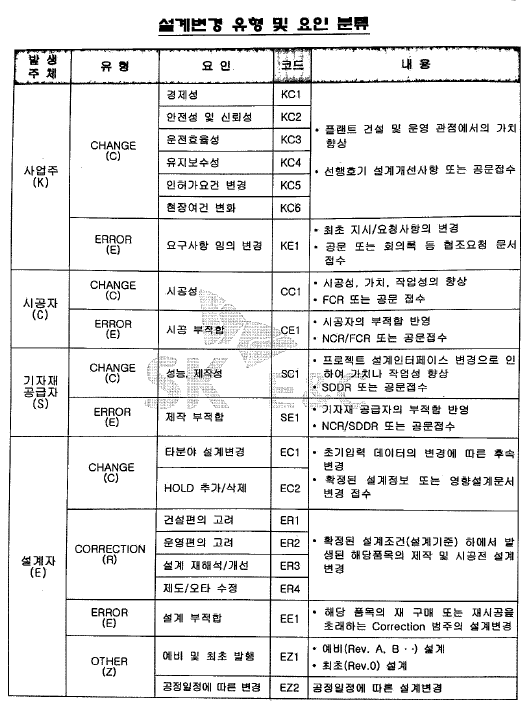 설계변경 유형 및 요인 분류
발 생
주 체
유 형
요 인
코드
내 용
사업주
(K)
CHANGE
(C)
경제성 KC1
안전성 및 신뢰성 KC2
운전효율성 KC3
유지보수성 KC4
인허가요건 변경 KC5
현장여건 변화 KC6
• 플랜트 건설 및 운영 관점에서의 가치
향상
• 선행호기 설계개선사항 또는 공문접수
ERROR
(E)
요구사항 임의 변경 KE1
• 최초 지시/요청사항의 변경
• 공문 또는 회의록 등 협조요청 문서
접수
시공자
(C)
CHANGE
(C)
시공성 CC1
• 시공성, 가치, 작업성의 향상
• FCR 또는 공문 접수
ERROR
(E)
시공 부적합 CE1
• 시공자의 부적합 반영
• NCR/FCR 또는 공문접수
기자재
공급자
(S)
CHANGE
(C)
성능, 제작성 SC1
• 프로젝트 설계인터페이스 변경으로 인
하여 가치나 작업성 향상
• SDDR 또는 공문접수
ERROR
(E)
제작 부적합 SE1
• 기자재 공급자의 부적합 반영
• NCR/SDDR 또는 공문접수
SK E&C
설계자
(E)
CHANGE
(C)
타분야 설계변경 EC1
HOLD 추가/삭제 EC2
• 초기입력 데이터의 변경에 따른 후속
변경
• 확정된 설계정보 또는 영향설계문서
변경 접수
CORRECTION
(R)
건설편의 고려 ER1
운영편의 고려 ER2
설계 재해석/개선 ER3
제도/오타 수정 ER4
• 확정된 설계조건(설계기준) 하에서 발
생된 해당품목의 제작 및 시공전 설계
변경
ERROR
(E)
설계 부적합 EE1
• 해당 품목의 재 구매 또는 재시공을
초래하는 Correction 범주의 설계변경
OTHER
(Z)
예비 및 최초 발행 EZ1
• 예비(Rev. A, B ··) 설계
• 최초(Rev.0) 설계
공정일정에 따른 변경 EZ2 공정일정에 따른 설계변경